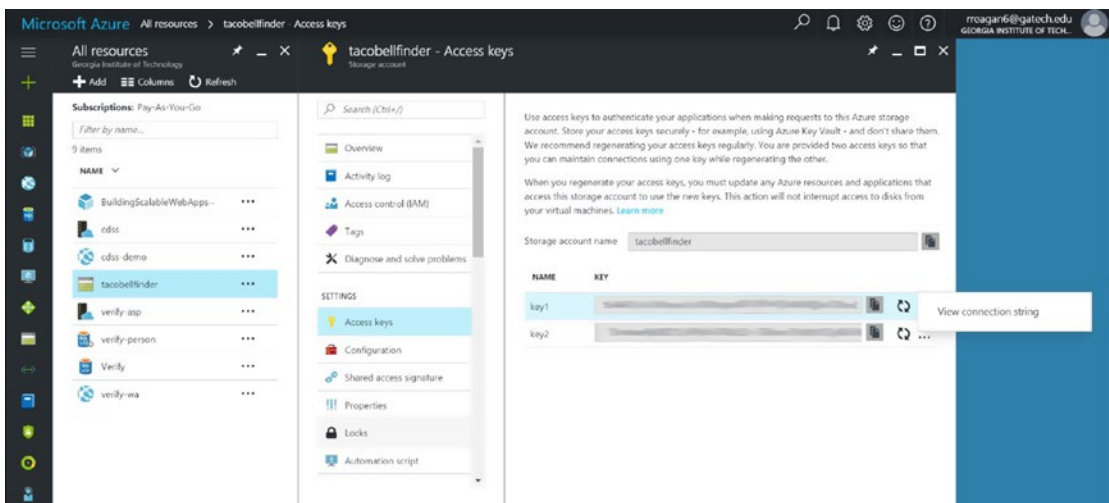 Microsoft Azure All resources > tacobellfinder - Access keys
rreagan6@gatech.edu
GEORGIA INSTITUTE OF TECH...
All resources
Georgia Institute of Technology
Add Columns Refresh
Subscriptions: Pay-As-You-Go
Filter by name...
9 items
NAME
BuildingScalableWebApps-
cdss
cdss-demo
tacobellfinder
verify-asp
verify-person
Verify
verify-wa
tacobellfinder - Access keys
Storage account
Search (Ctrl+/)
Overview
Activity log
Access control (IAM)
Tags
Diagnose and solve problems
SETTINGS
Access keys
Configuration
Shared access signature
Properties
Locks
Automation script
Use access keys to authenticate your applications when making requests to this Azure storage
account. Store your access keys securely - for example, using Azure Key Vault - and don't share them.
We recommend regenerating your access keys regularly. You are provided two access keys so that
you can maintain connections using one key while regenerating the other.
When you regenerate your access keys, you must update any Azure resources and applications that
access this storage account to use the new keys. This action will not interrupt access to disks from
your virtual machines. Learn more
Storage account name tacobellfinder
NAME KEY
key1
View connection string
key2